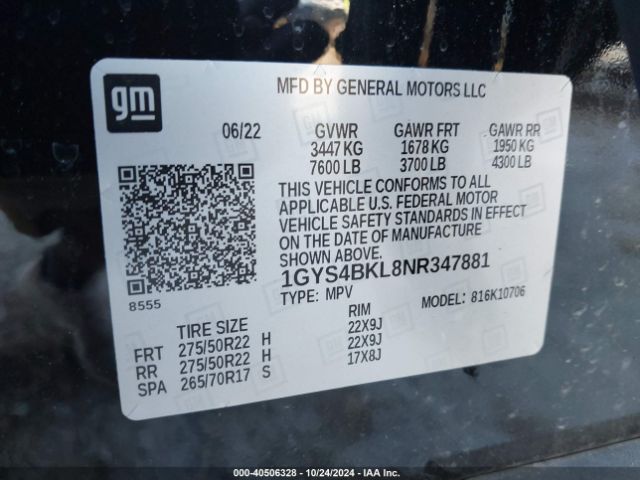 gm
MFD BY GENERAL MOTORS LLC
06/22 GVWR GAWR FRT GAWR RR
3447 KG 1678 KG 1950 KG
7600 LB 3700 LB 4300 LB
THIS VEHICLE CONFORMS TO ALL
APPLICABLE U.S. FEDERAL MOTOR
VEHICLE SAFETY STANDARDS IN EFFECT
ON THE DATE OF MANUFACTURE
SHOWN ABOVE.
1GYS4BKL8NR347881
8555 TYPE: MPV MODEL: 816K10706
TIRE SIZE RIM
FRT 275/50R22 H 22X9J
RR 275/50R22 H 22X9J
SPA 265/70R17 S 17X8J
000-40506328 - 10/24/2024 - IAA Inc.